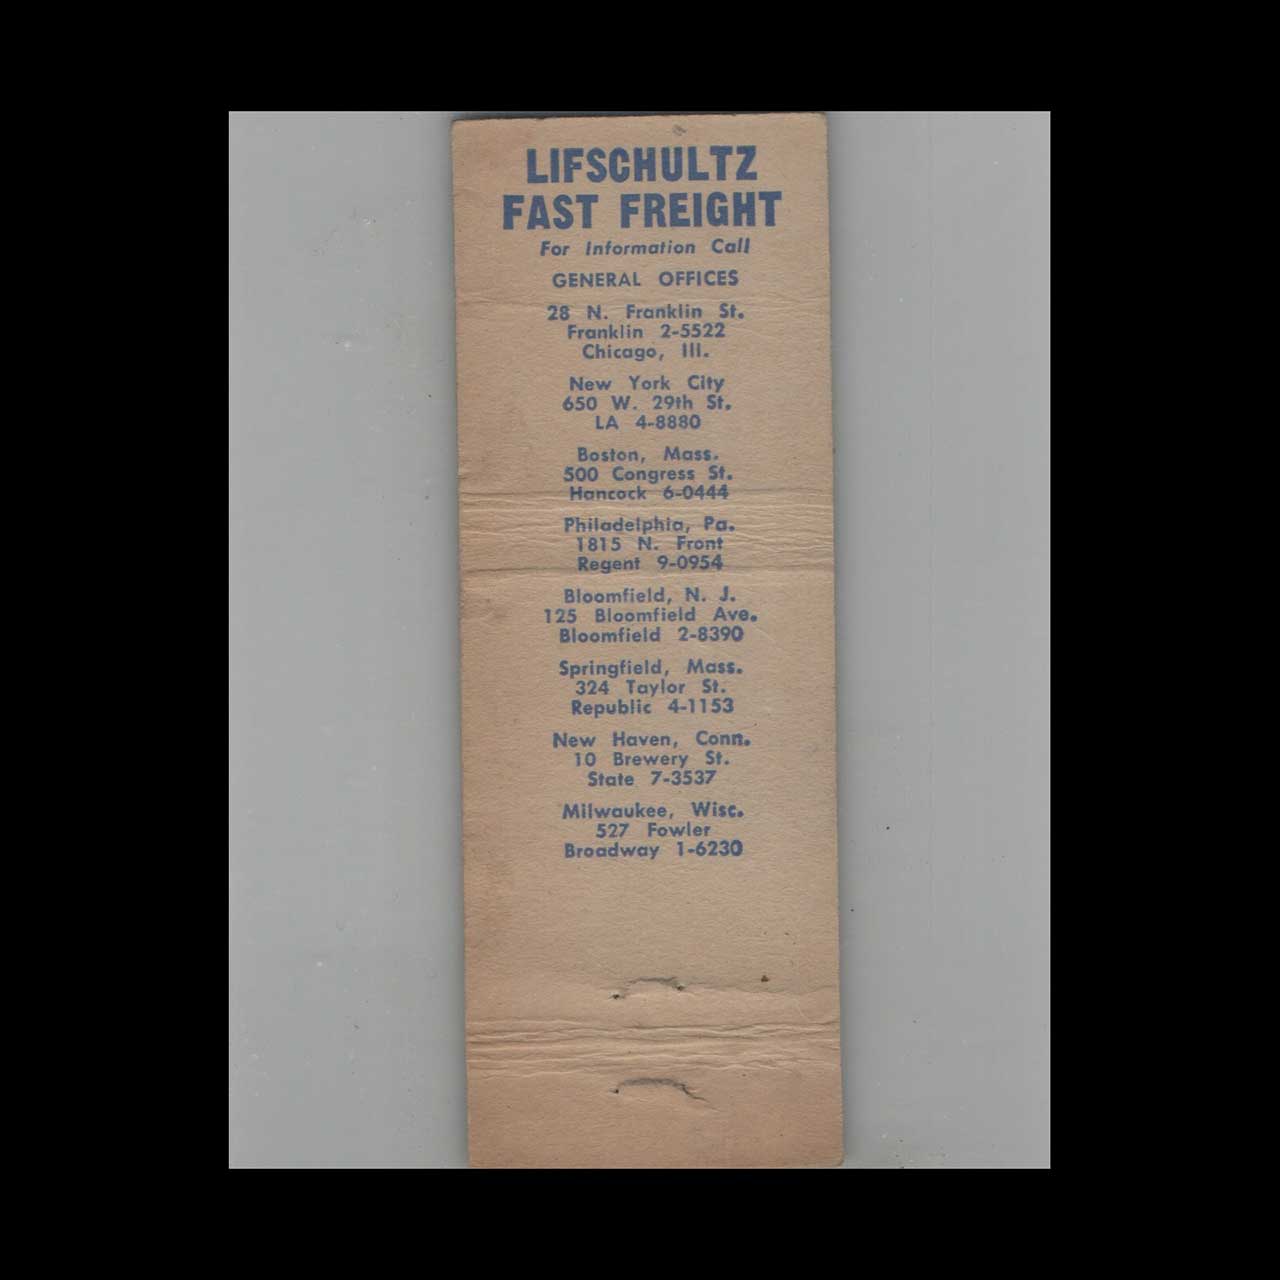 LIFSCHULTZ
FAST FREIGHT
For Information Call
GENERAL OFFICES
28 N. Franklin St.
Franklin 2-5522
Chicago, Ill.
New York City
650 W. 29th St.
LA 4-8880
Boston, Mass.
500 Congress St.
Hancock 6-0444
Philadelphia, Pa.
1815 N. Front
Regent 9-0954
Bloomfield, N. J.
125 Bloomfield Ave.
Bloomfield 2-8390
Springfield, Mass.
324 Taylor St.
Republic 4-1153
New Haven, Conn.
10 Brewery St.
State 7-3537
Milwaukee, Wisc.
527 Fowler
Broadway 1-6230